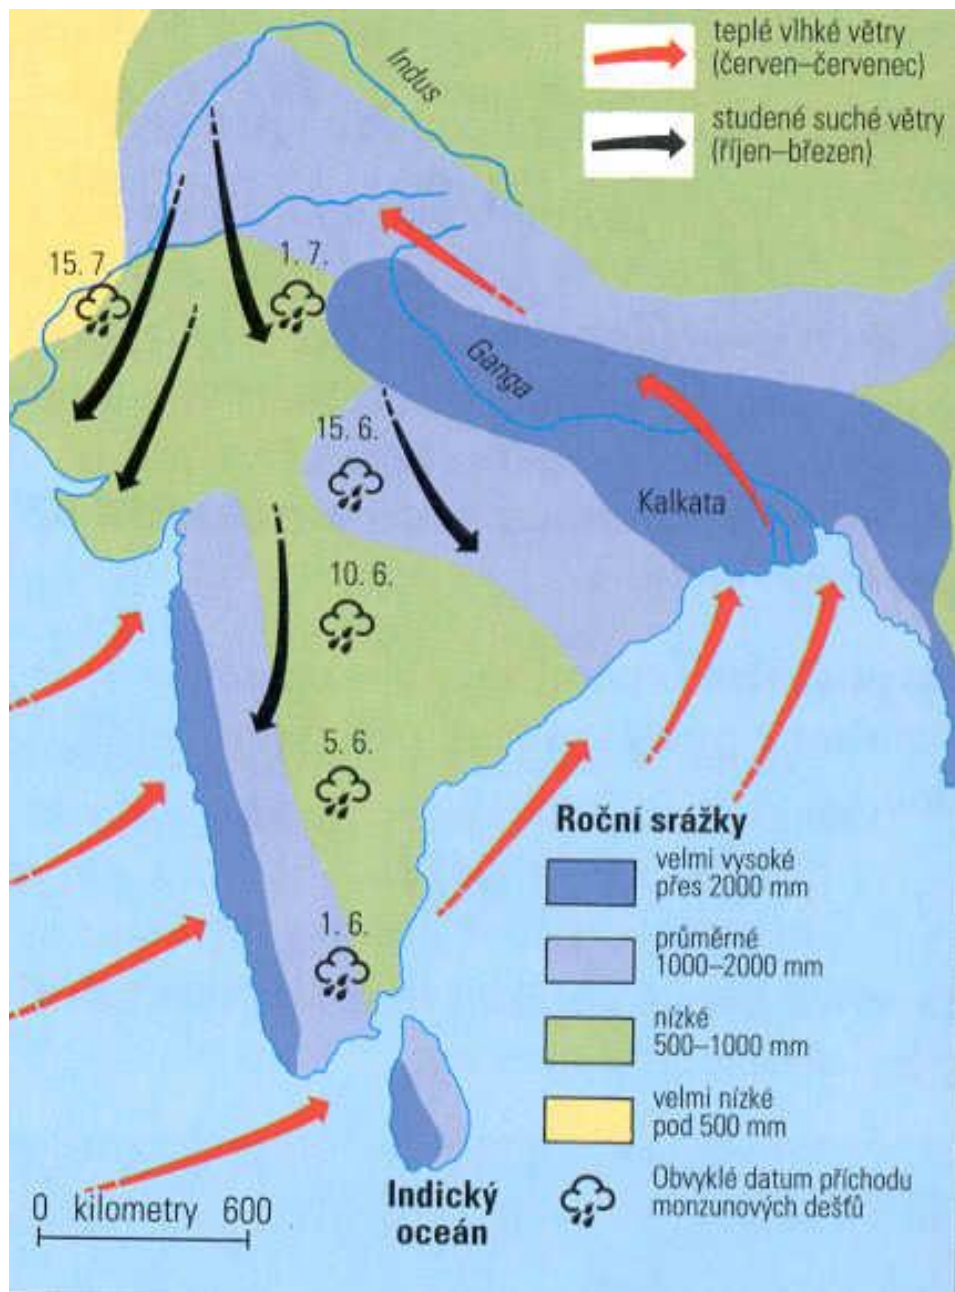 teplé vlhké větry
(červen–červenec)
studené suché větry
(říjen–březen)
Indus
15. 7.
1. 7.
Ganga
15. 6.
Kalkata
10. 6.
5. 6.
1. 6.
Roční srážky
velmi vysoké
přes 2000 mm
průměrné
1000–2000 mm
nízké
500–1000 mm
velmi nízké
pod 500 mm
Obvyklé datum příchodu
monzunových dešťů
Indický
oceán
0 kilometry 600